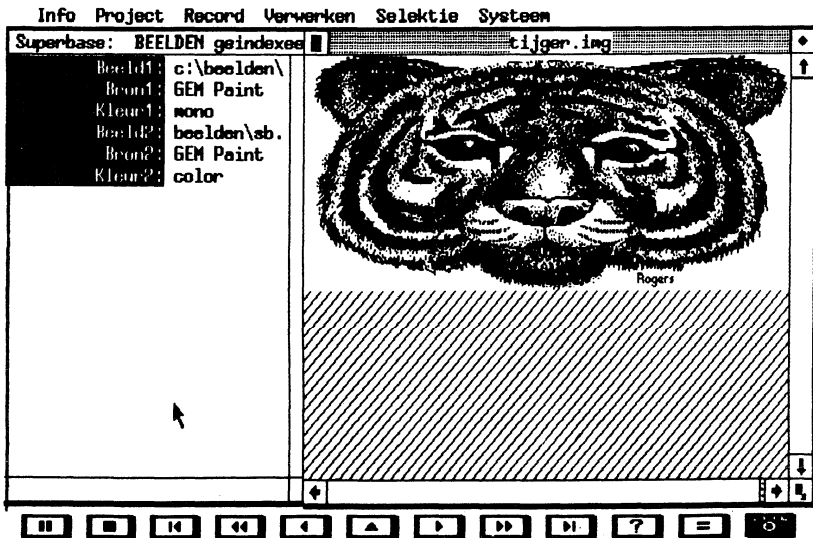 Info Project Record Verwerken Selektie Systeem
Superbase: BEELDEN geindexee
tijger.img
Beeld1: c:\beelden\
Bron1: GEM Paint
Kleur1: mono
Beeld2: beelden\sb.
Bron2: GEM Paint
Kleur2: color
Rogers
?
=